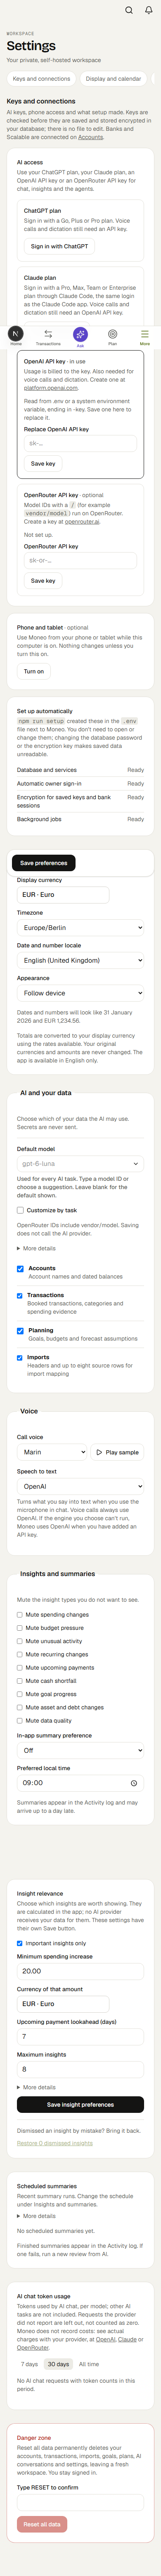 WORKSPACE
Settings
Your private, self-hosted workspace
Keys and connections
Display and calendar
Keys and connections
AI keys, phone access and what setup made. Keys are
checked before they are saved and stored encrypted in
your database; there is no file to edit. Banks and
Scalable are connected on Accounts.
AI access
Use your ChatGPT plan, your Claude plan, an
OpenAI API key or an OpenRouter API key for
chat, insights and the agents.
ChatGPT plan
Sign in with a Go, Plus or Pro plan. Voice
calls and dictation still need an API key.
Sign in with ChatGPT
Claude plan
Sign in with a Pro, Max, Team or Enterprise
plan through Claude Code, the same login
as the Claude Code app. Voice calls and
dictation still need an OpenAI API key.
Home
Transactions
Ask
Plan
More
OpenAI API key · in use
Usage is billed to the key. Also needed for
voice calls and dictation. Create one at
platform.openai.com.
Read from .env or a system environment
variable, ending in -key. Save one here to
replace it.
Replace OpenAI API key
sk-...
Save key
OpenRouter API key · optional
Model IDs with a / (for example
vendor/model) run on OpenRouter.
Create a key at openrouter.ai.
Not set up.
OpenRouter API key
sk-or-...
Save key
Phone and tablet · optional
Use Moneo from your phone or tablet while this
computer is on. Nothing changes unless you
turn this on.
Turn on
Set up automatically
npm run setup created these in the .env
file next to Moneo. You don't need to open or
change them; changing the database password
or the encryption key makes saved data
unreadable.
Database and services Ready
Automatic owner sign-in Ready
Encryption for saved keys and bank Ready
sessions
Background jobs Ready
Save preferences
Display currency
EUR · Euro
Timezone
Europe/Berlin
Date and number locale
English (United Kingdom)
Appearance
Follow device
Dates and numbers will look like 31 January
2026 and EUR 1,234.56.
Totals are converted to your display currency
using the rates available. Your original
currencies and amounts are never changed. The
app is available in English only.
AI and your data
Choose which of your data the AI may use.
Secrets are never sent.
Default model
gpt-6-luna
Used for every AI task. Type a model ID or
choose a suggestion. Leave blank for the
default shown.
Customize by task
OpenRouter IDs include vendor/model. Saving
does not call the AI provider.
More details
Accounts
Account names and dated balances
Transactions
Booked transactions, categories and
spending evidence
Planning
Goals, budgets and forecast assumptions
Imports
Headers and up to eight source rows for
import mapping
Voice
Call voice
Marin
Play sample
Speech to text
OpenAI
Turns what you say into text when you use the
microphone in chat. Voice calls always use
OpenAI. If the engine you choose can't run,
Moneo uses OpenAI when you have added an
API key.
Insights and summaries
Mute the insight types you do not want to see.
Mute spending changes
Mute budget pressure
Mute unusual activity
Mute recurring changes
Mute upcoming payments
Mute cash shortfall
Mute goal progress
Mute asset and debt changes
Mute data quality
In-app summary preference
Off
Preferred local time
09:00
Summaries appear in the Activity log and may
arrive up to a day late.
Insight relevance
Choose which insights are worth showing. They
are calculated in the app; no AI provider
receives your data for them. These settings have
their own Save button.
Important insights only
Minimum spending increase
20.00
Currency of that amount
EUR · Euro
Upcoming payment lookahead (days)
7
Maximum insights
8
More details
Save insight preferences
Dismissed an insight by mistake? Bring it back.
Restore 0 dismissed insights
Scheduled summaries
Recent summary runs. Change the schedule
under Insights and summaries.
More details
No scheduled summaries yet.
Finished summaries appear in the Activity log. If
one fails, run a new review from AI.
AI chat token usage
Tokens used by AI chat, per model; other AI
tasks are not included. Requests the provider
did not report are left out, not counted as zero.
Moneo does not record costs: see actual
charges with your provider, at OpenAI, Claude or
OpenRouter.
7 days 30 days All time
No AI chat requests with token counts in this
period.
Danger zone
Reset all data permanently deletes your
accounts, transactions, imports, goals, plans, AI
conversations and settings, leaving a fresh
workspace. You stay signed in.
Type RESET to confirm
Reset all data